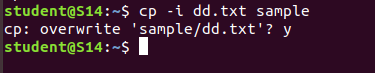 student@S14:~$ cp -i dd.txt sample
cp: overwrite 'sample/dd.txt'? y
student@S14:~$